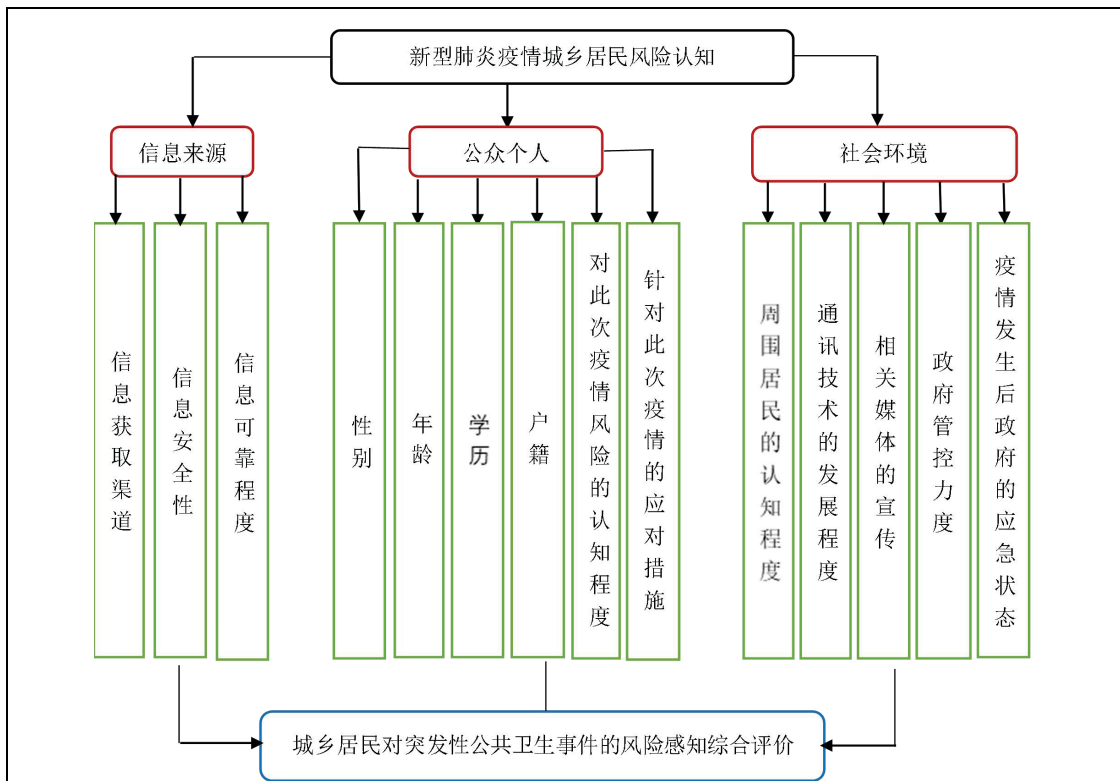 新型肺炎疫情城乡居民风险认知
信息来源
公众个人
社会环境
信息获取渠道
信息安全性
信息可靠程度
性别
年龄
学历
户籍
对此次疫情风险的认知程度
针对此次疫情的应对措施
周围居民的认知程度
通讯技术的发展程度
相关媒体的宣传
政府管控力度
疫情发生后政府的应急状态
城乡居民对突发性公共卫生事件的风险感知综合评价